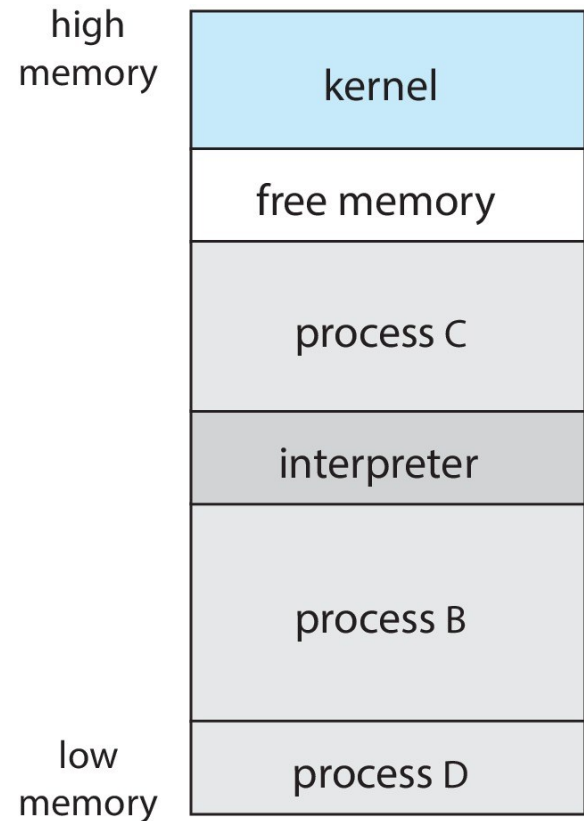 high
memory
kernel
free memory
process C
interpreter
process B
low
memory
process D